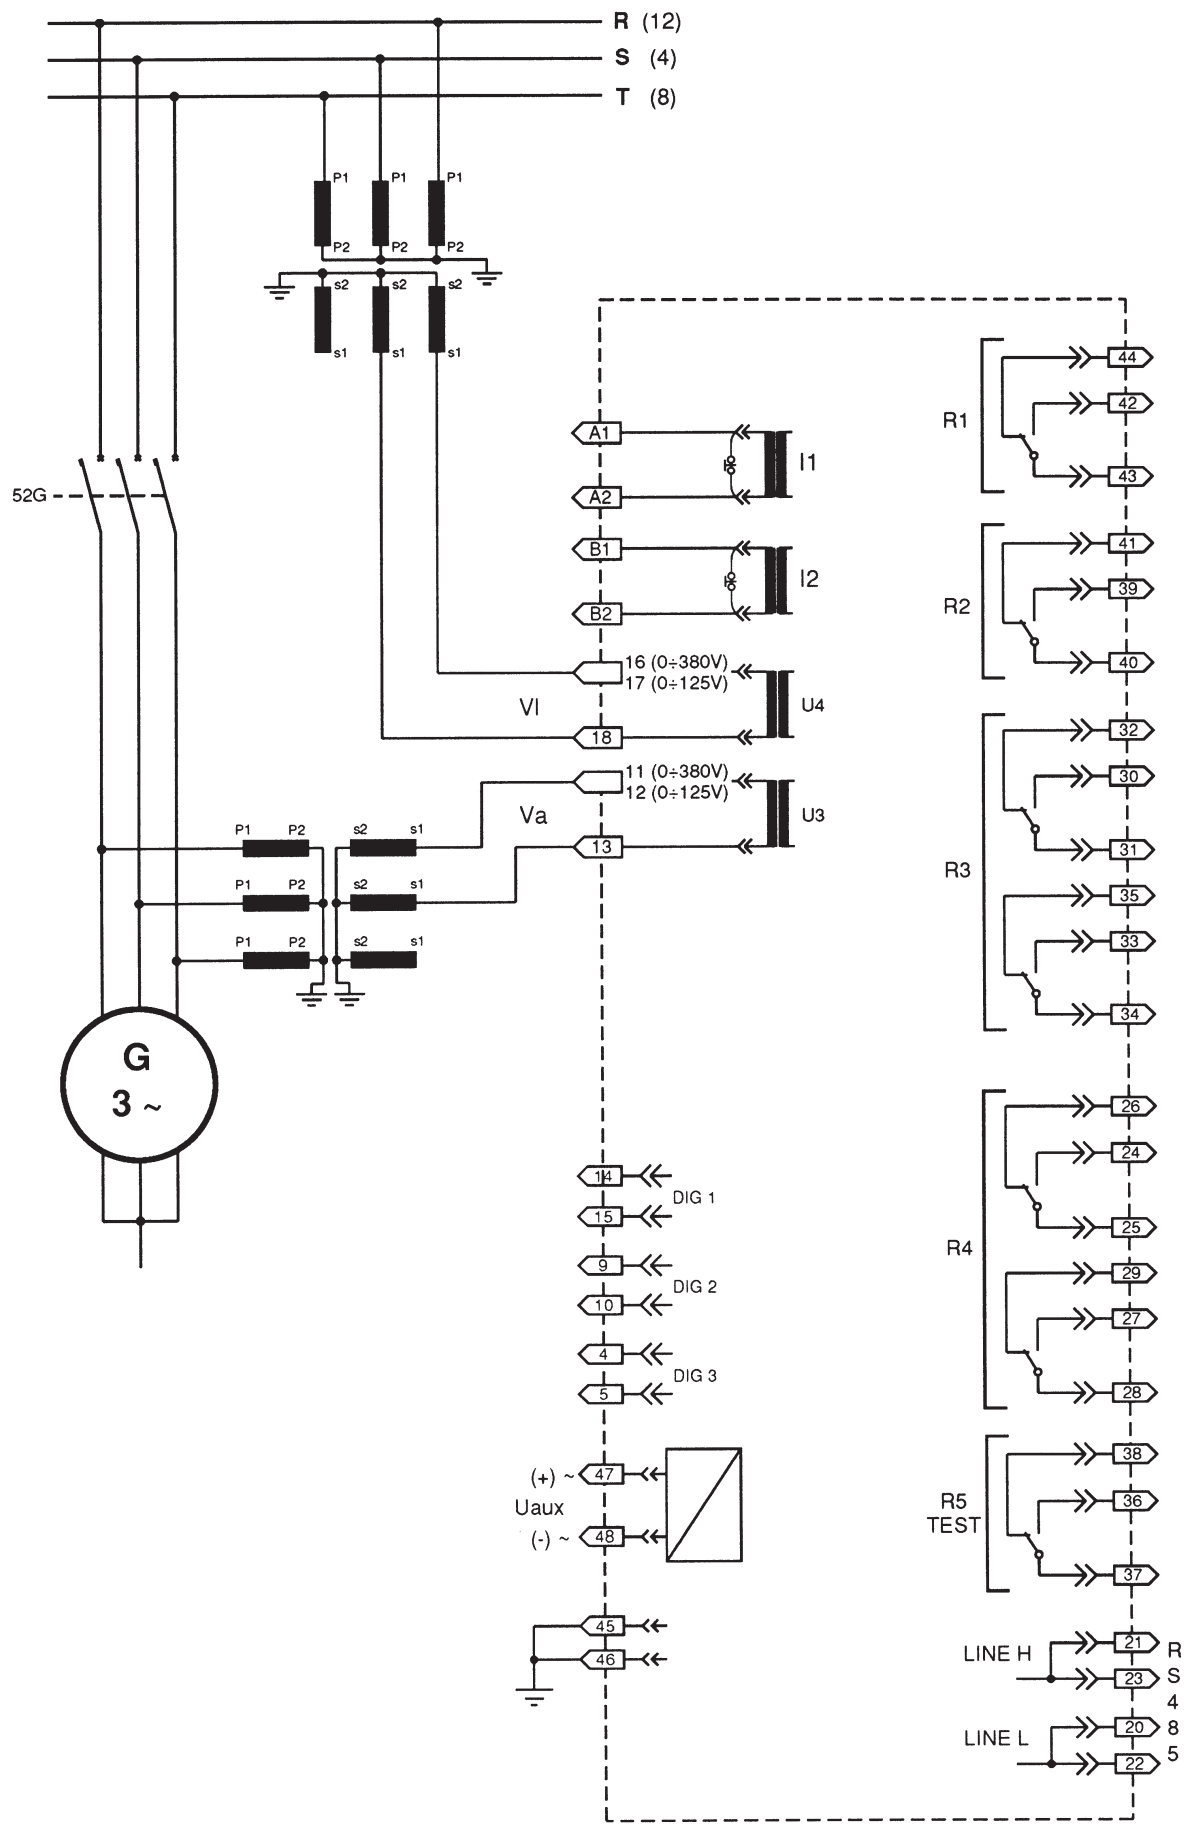 R (12)
S (4)
T (8)
P1 P1 P1
P2 P2 P2
s2 s2 s2
s1 s1 s1
52G
A1
I1
A2
B1
I2
B2
16 (0÷380V)
17 (0÷125V)
Vl
U4
18
11 (0÷380V)
12 (0÷125V)
Va
U3
13
P1 P2 s2 s1
P1 P2 s2 s1
P1 P2 s2 s1
G
3 ~
14
DIG 1
15
9
DIG 2
10
4
DIG 3
5
(+) ~ 47
Uaux
(-) ~ 48
45
46
44
R1
42
43
41
R2
39
40
32
30
31
R3
35
33
34
26
24
25
R4
29
27
28
38
R5
TEST
36
37
LINE H
21
23
LINE L
20
22
R
S
4
8
5